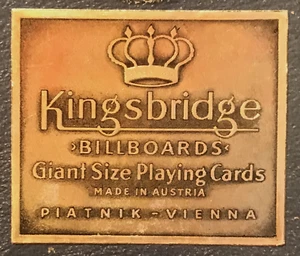 Kingsbridge
›BILLBOARDS‹
Giant Size Playing Cards
MADE IN AUSTRIA
PIATNIK - VIENNA